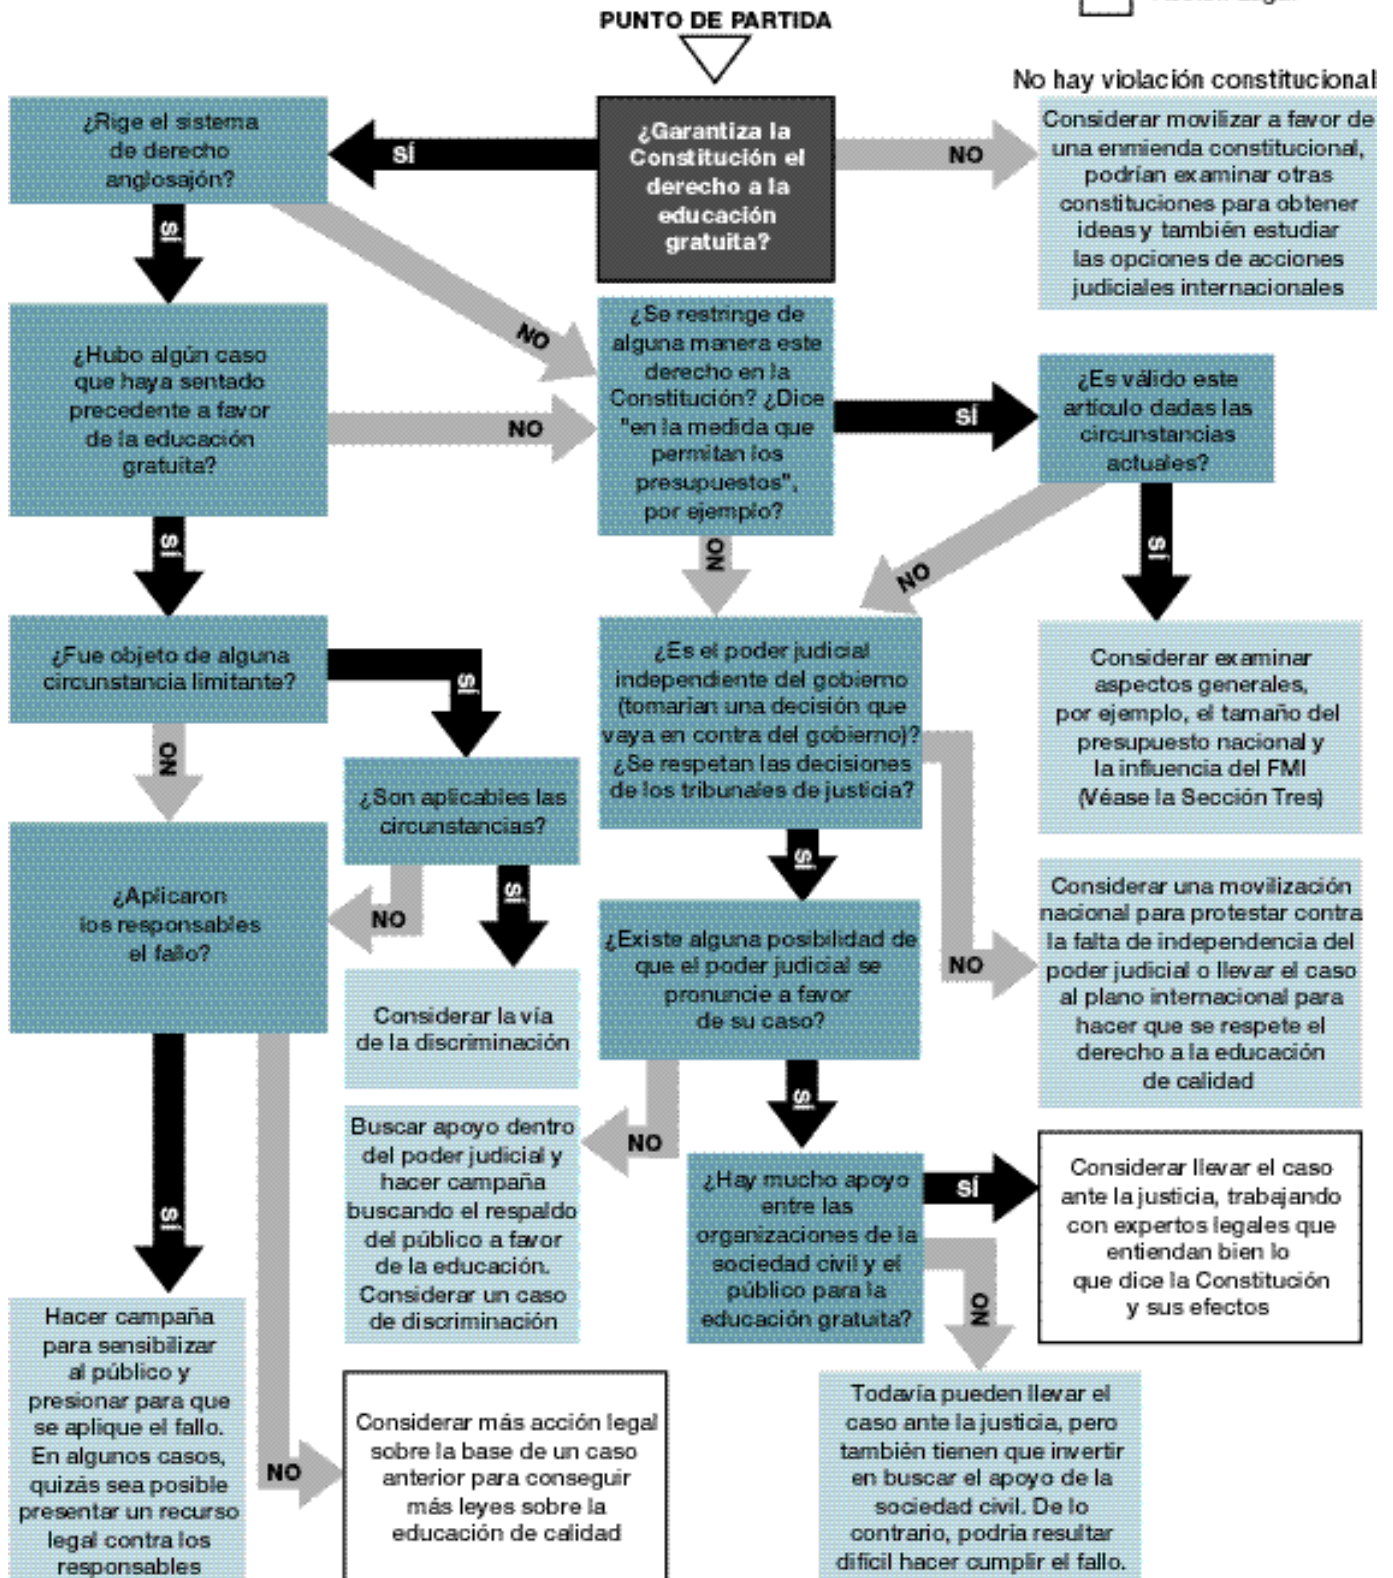 PUNTO DE PARTIDA
No hay violación constitucional
¿Rige el sistema
de derecho
anglosajón?
SÍ
¿Garantiza la
Constitución el
derecho a la
educación
gratuita?
NO
Considerar movilizar a favor de
una enmienda constitucional,
podrían examinar otras
constituciones para obtener
ideas y también estudiar
las opciones de acciones
judiciales internacionales
SÍ
NO
¿Hubo algún caso
que haya sentado
precedente a favor
de la educación
gratuita?
NO
¿Se restringe de
alguna manera este
derecho en la
Constitución? ¿Dice
"en la medida que
permitan los
presupuestos",
por ejemplo?
SÍ
¿Es válido este
artículo dadas las
circunstancias
actuales?
SÍ
NO
NO
SÍ
¿Fue objeto de alguna
circunstancia limitante?
SÍ
NO
¿Es el poder judicial
independiente del gobierno
(tomarían una decisión que
vaya en contra del gobierno)?
¿Se respetan las decisiones
de los tribunales de justicia?
Considerar examinar
aspectos generales,
por ejemplo, el tamaño del
presupuesto nacional y
la influencia del FMI
(Véase la Sección Tres)
¿Son aplicables las
circunstancias?
NO
SÍ
SÍ
NO
¿Aplicaron
los responsables
el fallo?
Considerar la vía
de la discriminación
¿Existe alguna posibilidad de
que el poder judicial se
pronuncie a favor
de su caso?
Considerar una movilización
nacional para protestar contra
la falta de independencia del
poder judicial o llevar el caso
al plano internacional para
hacer que se respete el
derecho a la educación
de calidad
NO
SÍ
Buscar apoyo dentro
del poder judicial y
hacer campaña
buscando el respaldo
del público a favor
de la educación.
Considerar un caso
de discriminación
¿Hay mucho apoyo
entre las
organizaciones de la
sociedad civil y el
público para la
educación gratuita?
SÍ
Considerar llevar el caso
ante la justicia, trabajando
con expertos legales que
entiendan bien lo
que dice la Constitución
y sus efectos
SÍ
NO
Hacer campaña
para sensibilizar
al público y
presionar para que
se aplique el fallo.
En algunos casos,
quizás sea posible
presentar un recurso
legal contra los
responsables
NO
Considerar más acción legal
sobre la base de un caso
anterior para conseguir
más leyes sobre la
educación de calidad
Todavía pueden llevar el
caso ante la justicia, pero
también tienen que invertir
en buscar el apoyo de la
sociedad civil. De lo
contrario, podría resultar
difícil hacer cumplir el fallo.